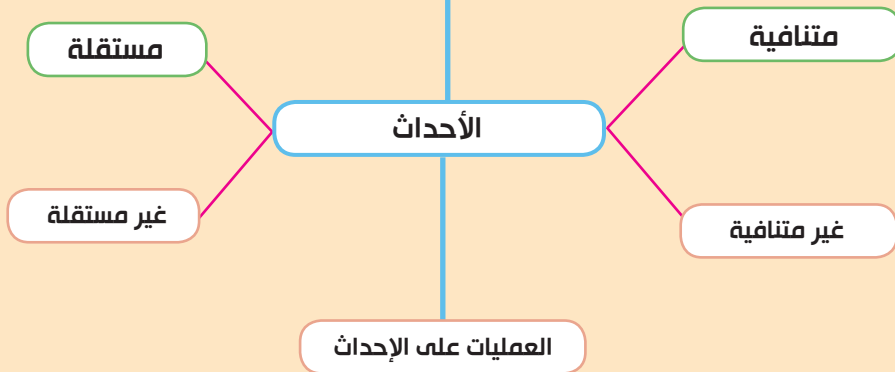 متنافية
مستقلة
الأحداث
غير متنافية
غير مستقلة
العمليات على الإحداث